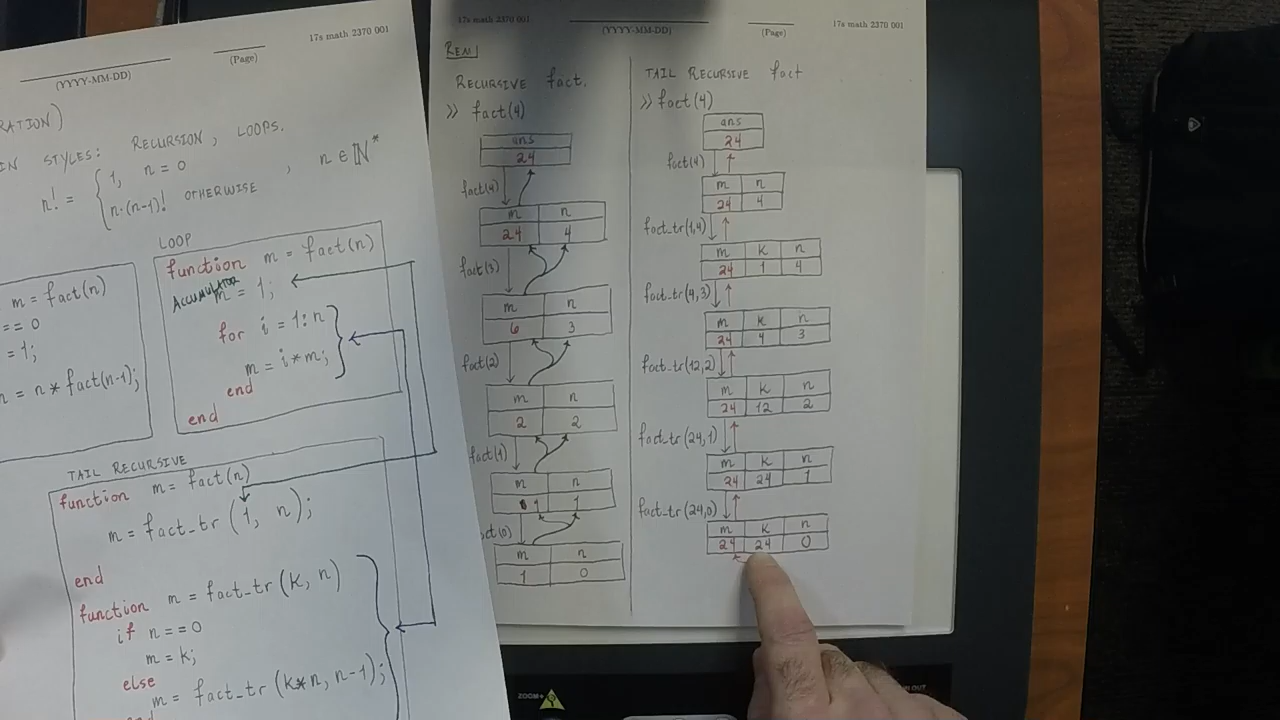 17s math 2370 001
(YYYY-MM-DD)
(Page)
RATION)
IN STYLES: RECURSION, LOOPS.
n! = { 1, n = 0
n·(n-1)! OTHERWISE , n ∈ ℕ*
m = fact(n)
== 0
= 1;
= n * fact(n-1);
LOOP
function m = fact(n)
ACCUMULATOR
m = 1;
for i = 1:n
m = i*m;
end
end
TAIL RECURSIVE
function m = fact(n)
m = fact_tr(1, n);
end
function m = fact_tr(k, n)
if n == 0
m = k;
else
m = fact_tr(k*n, n-1);
17s math 2370 001
(YYYY-MM-DD)
(Page)
17s math 2370 001
REM
RECURSIVE fact.
>> fact(4)
ans
24
fact(4)
m n
24 4
fact(3)
m n
6 3
fact(2)
m n
2 2
fact(1)
m n
1 1
ct(0)
m n
1 0
TAIL RECURSIVE fact
>> fact(4)
ans
24
fact(4)
m n
24 4
fact_tr(1,4)
m k n
24 1 4
fact_tr(4,3)
m k n
24 4 3
fact_tr(12,2)
m k n
24 12 2
fact_tr(24,1)
m k n
24 24 1
fact_tr(24,0)
m k n
24 24 0
ZOOM
OUT